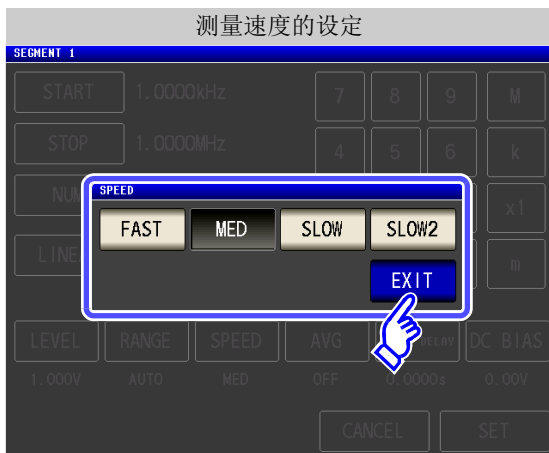 测量速度的设定
SEGMENT 1
START 1.0000kHz 7 8 9 M
STOP 1.0000MHz 4 5 6 k
NUM x1
SPEED
FAST MED SLOW SLOW2
LINE m
EXIT
LEVEL RANGE SPEED AVG DELAY DC BIAS
1.000V AUTO MED OFF 0.0000s 0.00V
CANCEL SET